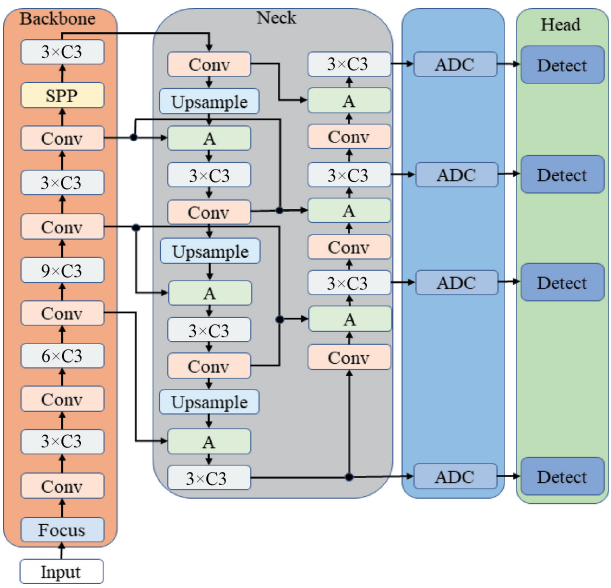 Backbone
3×C3
SPP
Conv
3×C3
Conv
9×C3
Conv
6×C3
Conv
3×C3
Conv
Focus
Input
Neck
Conv
Upsample
A
3×C3
Conv
Upsample
A
3×C3
Conv
Upsample
A
3×C3
3×C3
A
Conv
3×C3
A
Conv
3×C3
A
Conv
ADC
ADC
ADC
ADC
Head
Detect
Detect
Detect
Detect